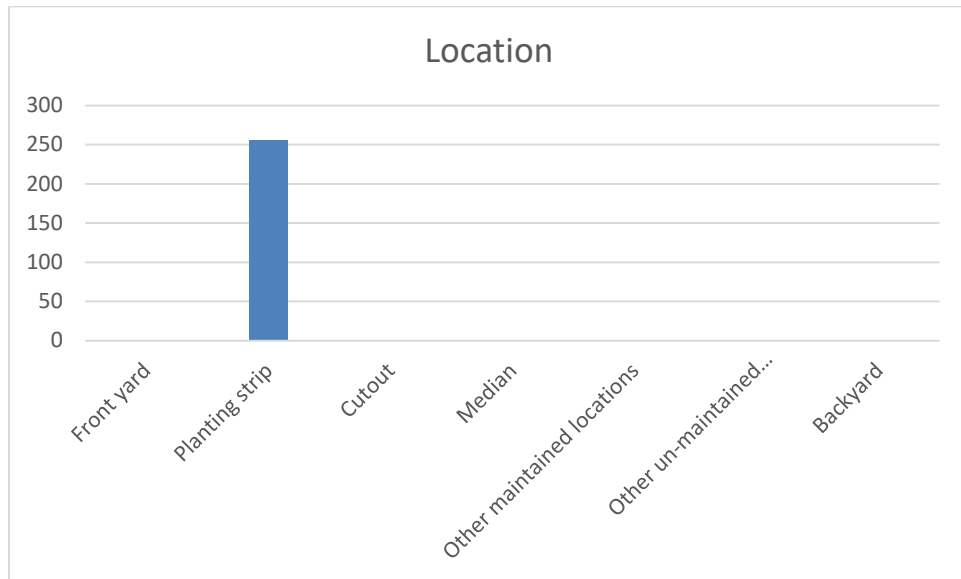 Location
300
250
200
150
100
50
0
Front yard
Planting strip
Cutout
Median
Other maintained locations
Other un-maintained...
Backyard